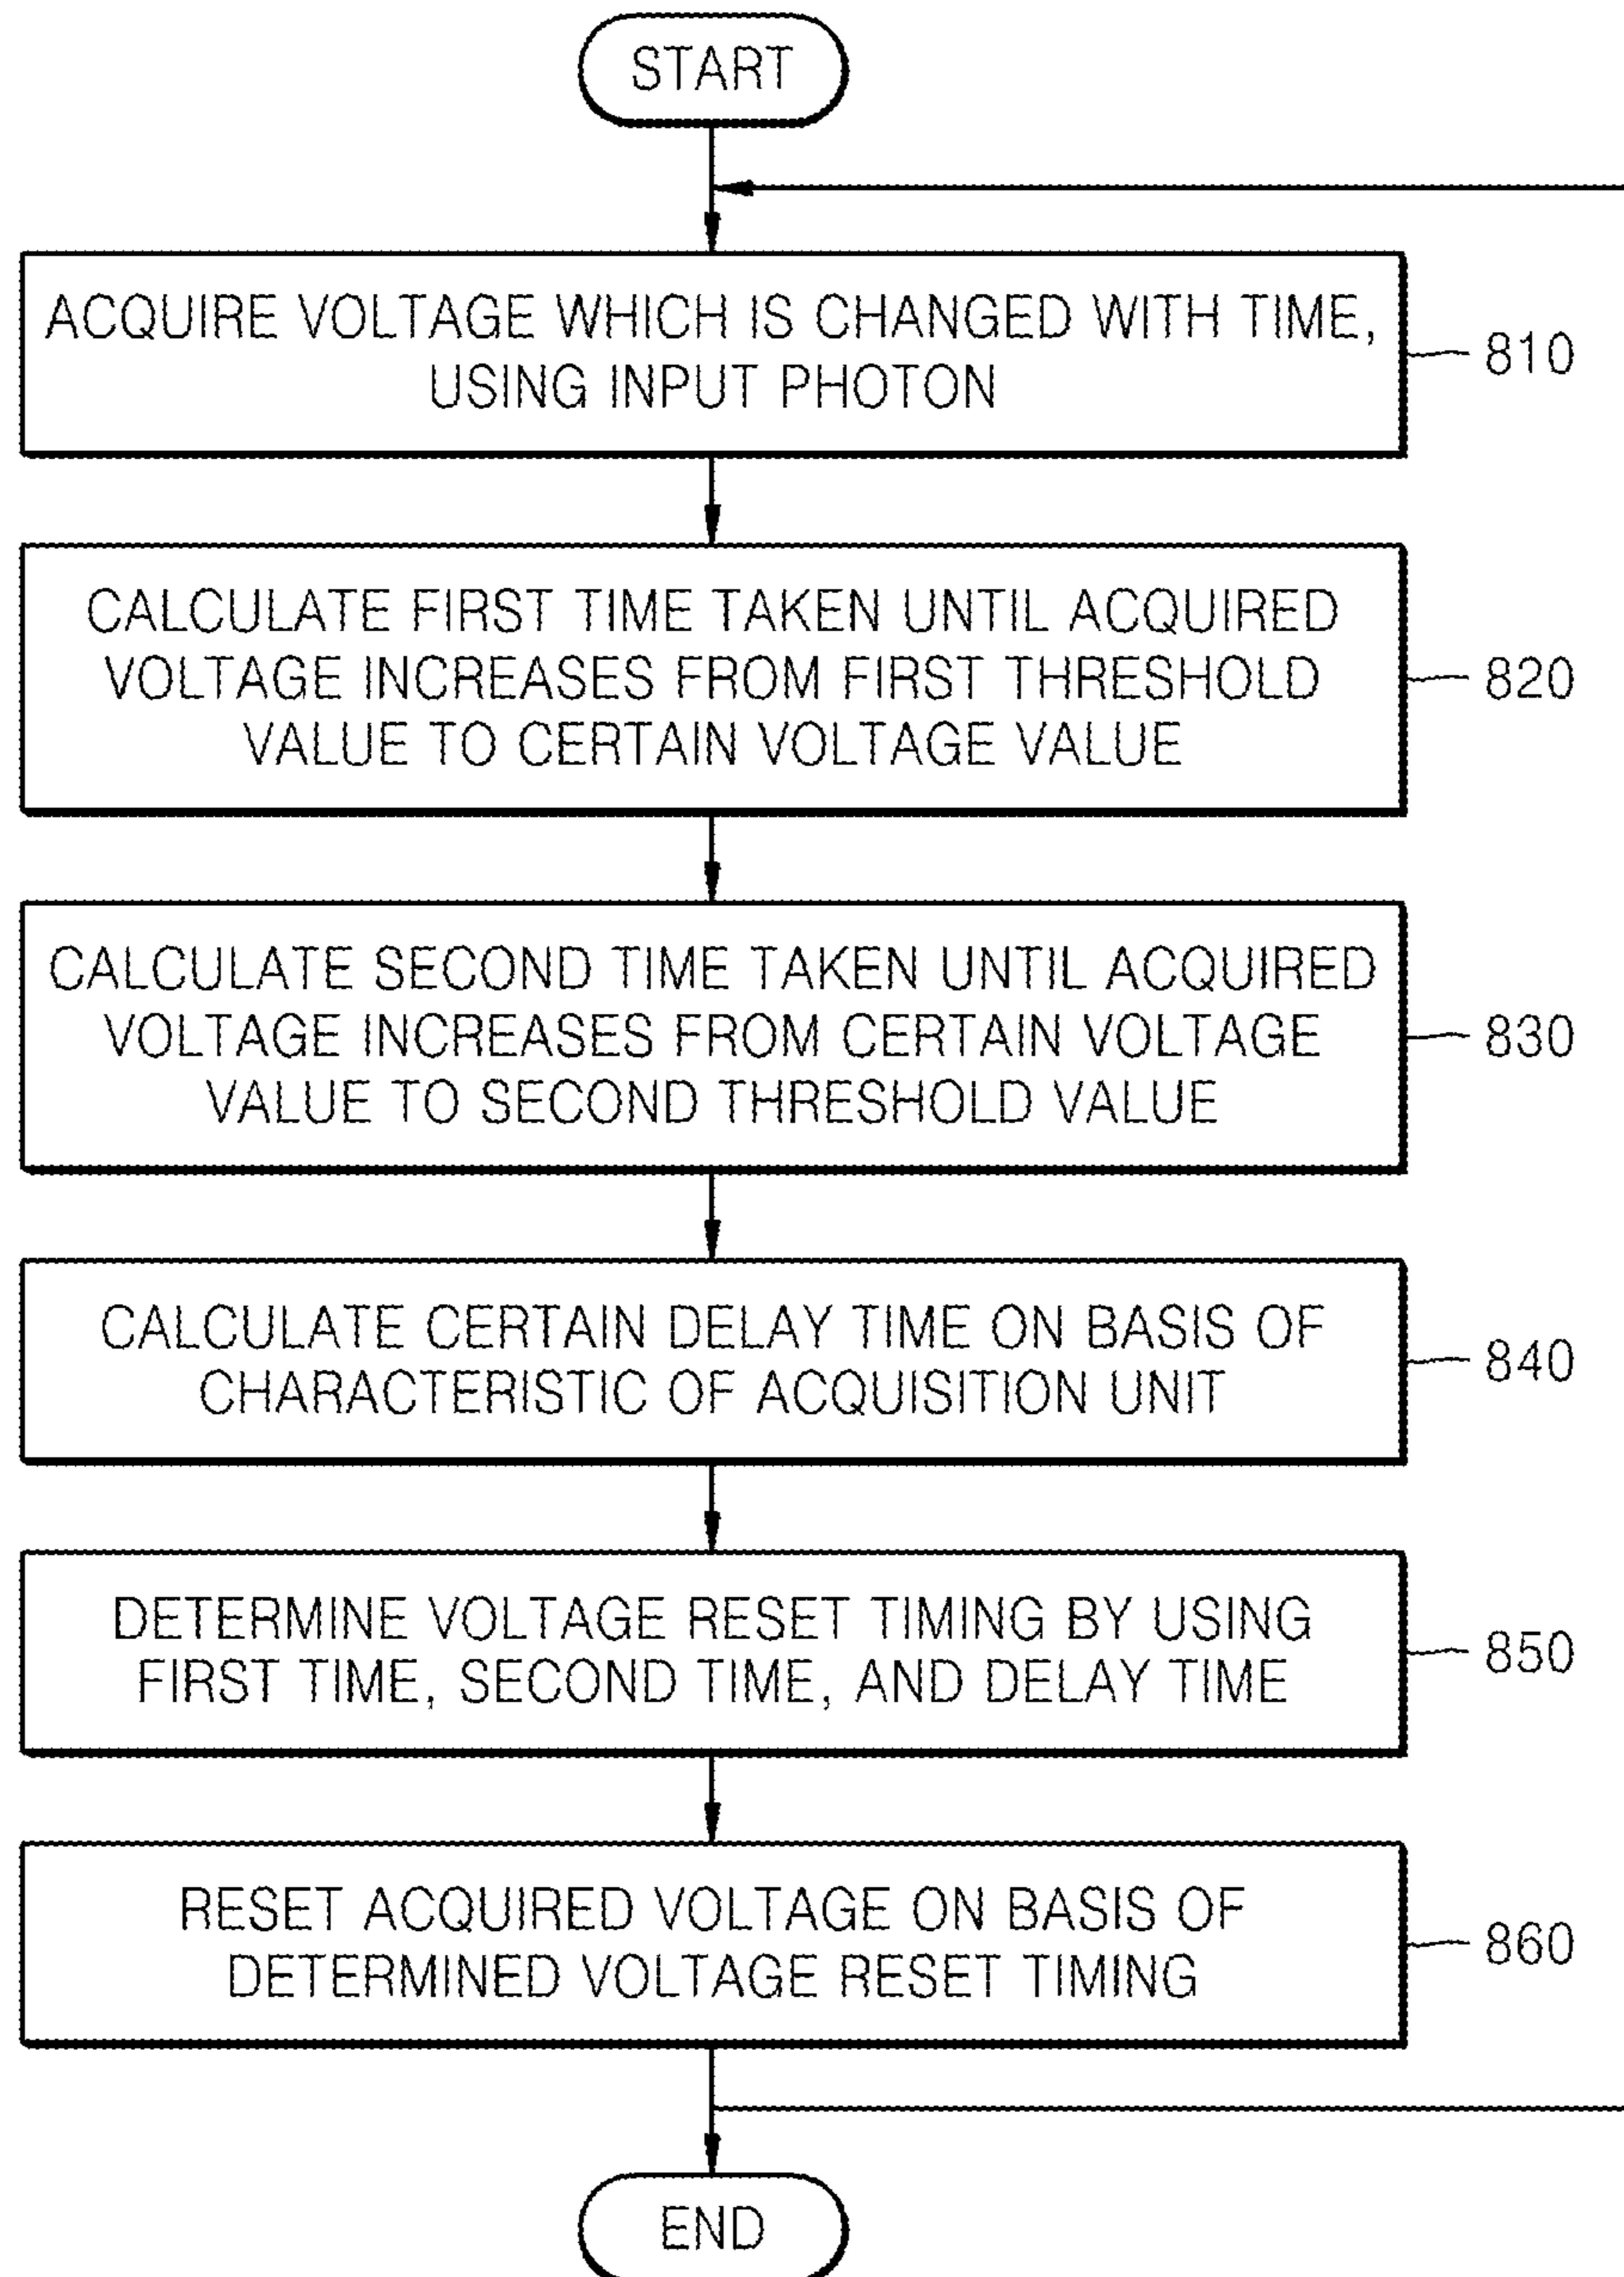 START
ACQUIRE VOLTAGE WHICH IS CHANGED WITH TIME,
USING INPUT PHOTON
810
CALCULATE FIRST TIME TAKEN UNTIL ACQUIRED
VOLTAGE INCREASES FROM FIRST THRESHOLD
VALUE TO CERTAIN VOLTAGE VALUE
820
CALCULATE SECOND TIME TAKEN UNTIL ACQUIRED
VOLTAGE INCREASES FROM CERTAIN VOLTAGE
VALUE TO SECOND THRESHOLD VALUE
830
CALCULATE CERTAIN DELAY TIME ON BASIS OF
CHARACTERISTIC OF ACQUISITION UNIT
840
DETERMINE VOLTAGE RESET TIMING BY USING
FIRST TIME, SECOND TIME, AND DELAY TIME
850
RESET ACQUIRED VOLTAGE ON BASIS OF
DETERMINED VOLTAGE RESET TIMING
860
END